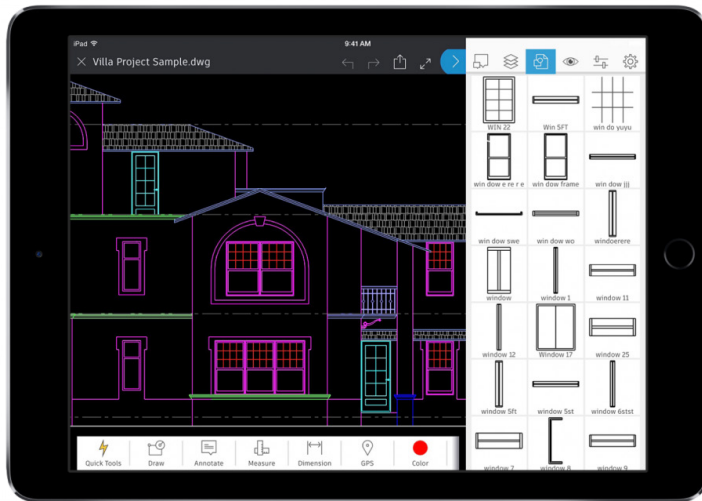 iPad
9:41 AM
Villa Project Sample.dwg
WIN 22
Win 5FT
win do yuyu
win dow e re r e
win dow frame
win dow jjj
win dow swe
win dow wo
windoerere
window
window 1
window 11
window 12
Window 17
window 25
window 5ft
window 5st
window 6stst
window 7
window 8
window 9
Quick Tools
Draw
Annotate
Measure
Dimension
GPS
Color